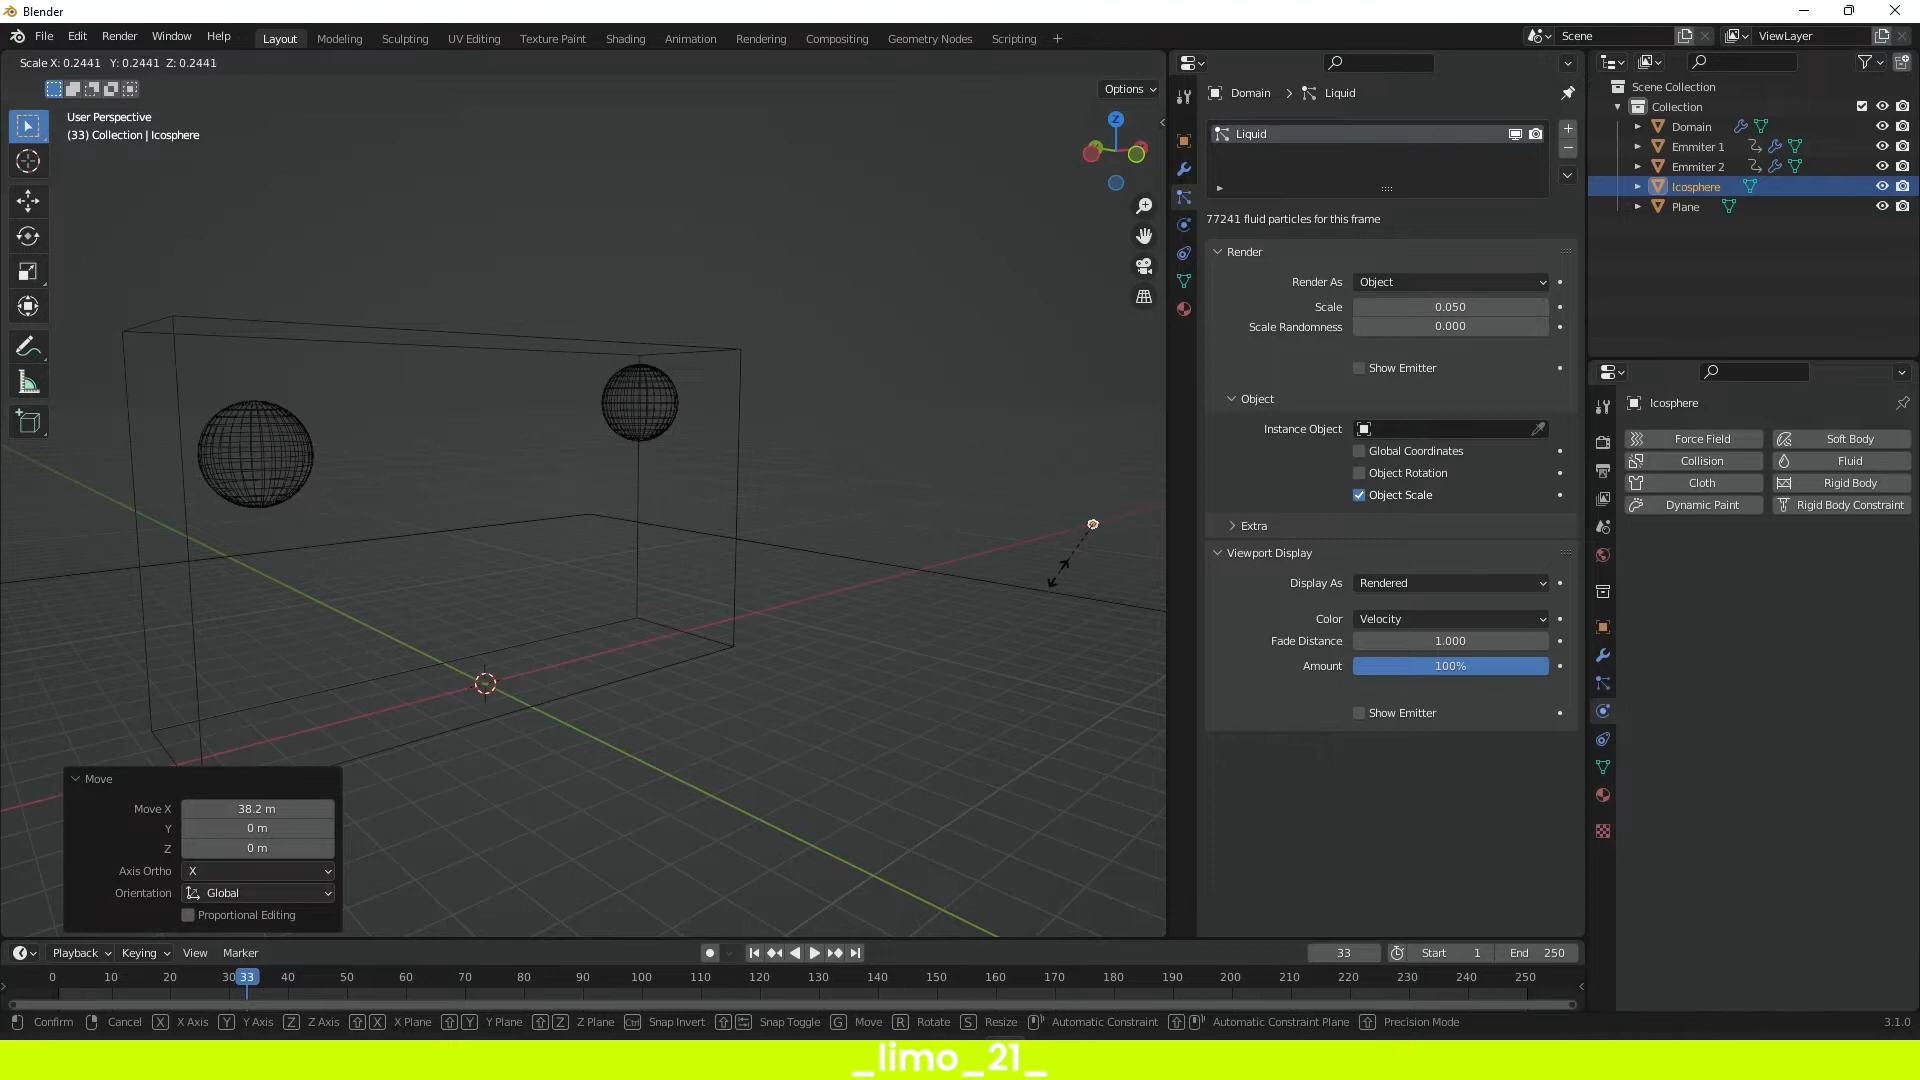 Blender
File Edit Render Window Help
Layout Modeling Sculpting UV Editing Texture Paint Shading Animation Rendering Compositing Geometry Nodes Scripting
Scene
ViewLayer
Scale X: 0.2441 Y: 0.2441 Z: 0.2441
Options
User Perspective
(33) Collection | Icosphere
Z
Domain
Liquid
Liquid
77241 fluid particles for this frame
Render
Render As Object
Scale 0.050
Scale Randomness 0.000
Show Emitter
Object
Instance Object
Global Coordinates
Object Rotation
Object Scale
Extra
Viewport Display
Display As Rendered
Color Velocity
Fade Distance 1.000
Amount 100%
Show Emitter
Scene Collection
Collection
Domain
Emmiter 1
Emmiter 2
Icosphere
Plane
Icosphere
Force Field Soft Body
Collision Fluid
Cloth Rigid Body
Dynamic Paint Rigid Body Constraint
Move
Move X 38.2 m
Y 0 m
Z 0 m
Axis Ortho X
Orientation Global
Proportional Editing
Playback Keying View Marker
33 Start 1 End 250
0 10 20 30 33 40 50 60 70 80 90 100 110 120 130 140 150 160 170 180 190 200 210 220 230 240 250
Confirm Cancel X X Axis Y Y Axis Z Z Axis X X Plane Y Y Plane Z Z Plane Ctrl Snap Invert Snap Toggle G Move R Rotate S Resize Automatic Constraint Automatic Constraint Plane Precision Mode 3.1.0
_limo_21_